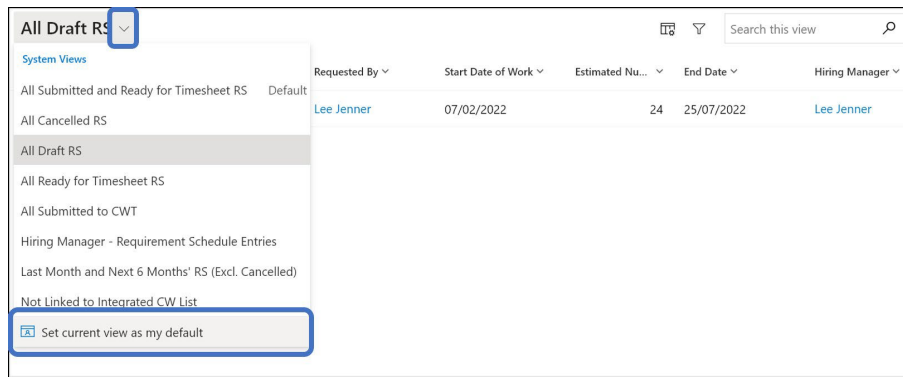 All Draft RS
Search this view
System Views
Requested By Start Date of Work Estimated Nu... End Date Hiring Manager
All Submitted and Ready for Timesheet RS Default
Lee Jenner 07/02/2022 24 25/07/2022 Lee Jenner
All Cancelled RS
All Draft RS
All Ready for Timesheet RS
All Submitted to CWT
Hiring Manager - Requirement Schedule Entries
Last Month and Next 6 Months' RS (Excl. Cancelled)
Not Linked to Integrated CW List
A Set current view as my default